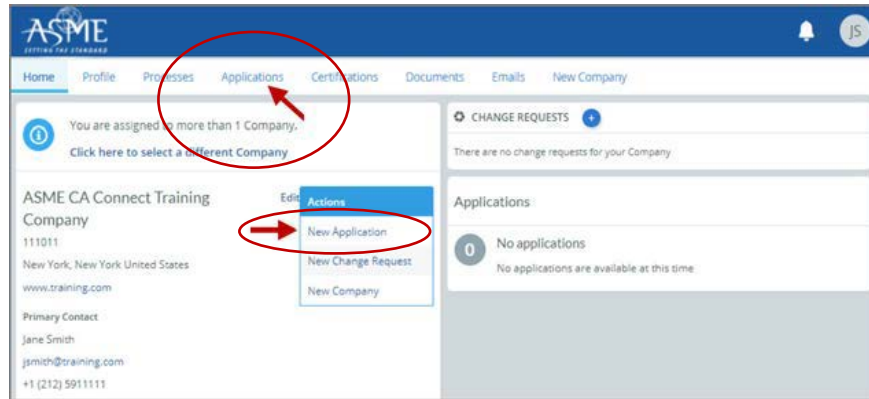 ASME
SETTING THE STANDARD
JS
Home Profile Processes Applications Certifications Documents Emails New Company
You are assigned to more than 1 Company.
Click here to select a different Company
CHANGE REQUESTS
There are no change requests for your Company
ASME CA Connect Training
Company
111011
New York, New York United States
www.training.com
Primary Contact
Jane Smith
jsmith@training.com
+1 (212) 5911111
Edit
Actions
New Application
New Change Request
New Company
Applications
0
No applications
No applications are available at this time